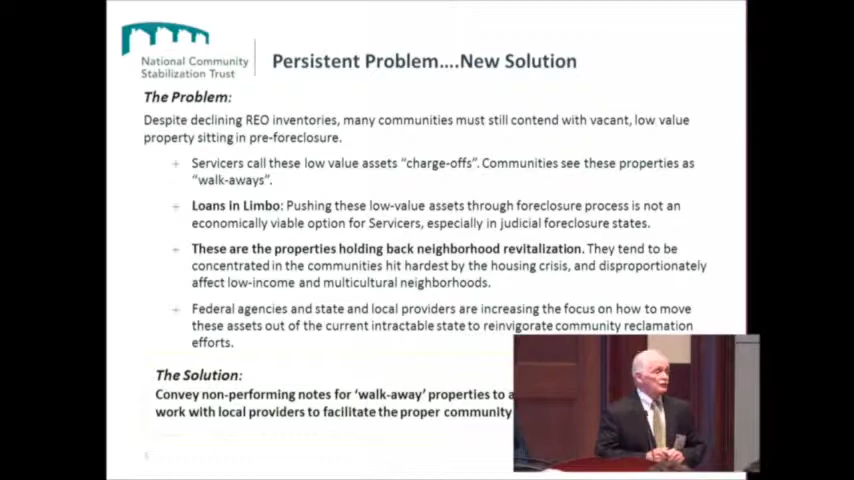 National Community
Stabilization Trust
Persistent Problem....New Solution
The Problem:
Despite declining REO inventories, many communities must still contend with vacant, low value
property sitting in pre-foreclosure.
Servicers call these low value assets “charge-offs”. Communities see these properties as
“walk-aways”.
Loans in Limbo: Pushing these low-value assets through foreclosure process is not an
economically viable option for Servicers, especially in judicial foreclosure states.
These are the properties holding back neighborhood revitalization. They tend to be
concentrated in the communities hit hardest by the housing crisis, and disproportionately
affect low-income and multicultural neighborhoods.
Federal agencies and state and local providers are increasing the focus on how to move
these assets out of the current intractable state to reinvigorate community reclamation
efforts.
The Solution:
Convey non-performing notes for ‘walk-away’ properties to
work with local providers to facilitate the proper community